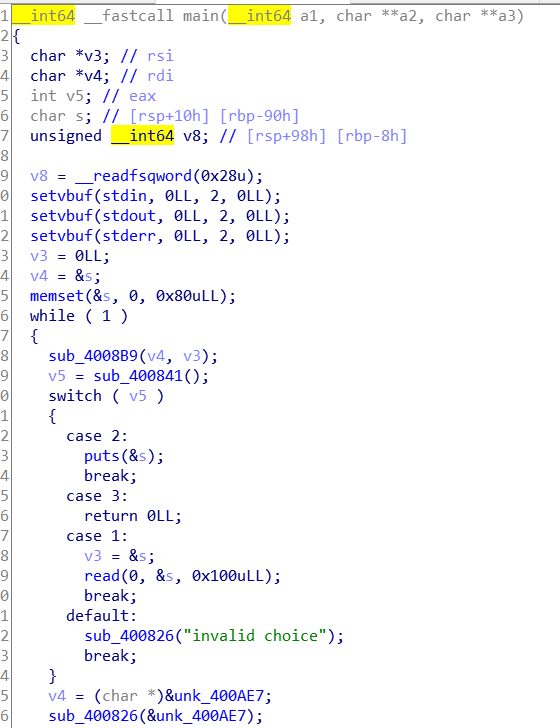 1 __int64 __fastcall main(__int64 a1, char **a2, char **a3)
2 {
3 char *v3; // rsi
4 char *v4; // rdi
5 int v5; // eax
6 char s; // [rsp+10h] [rbp-90h]
7 unsigned __int64 v8; // [rsp+98h] [rbp-8h]
8
9 v8 = __readfsqword(0x28u);
0 setvbuf(stdin, 0LL, 2, 0LL);
1 setvbuf(stdout, 0LL, 2, 0LL);
2 setvbuf(stderr, 0LL, 2, 0LL);
3 v3 = 0LL;
4 v4 = &s;
5 memset(&s, 0, 0x80uLL);
6 while ( 1 )
7 {
8 sub_4008B9(v4, v3);
9 v5 = sub_400841();
0 switch ( v5 )
1 {
2 case 2:
3 puts(&s);
4 break;
5 case 3:
6 return 0LL;
7 case 1:
8 v3 = &s;
9 read(0, &s, 0x100uLL);
0 break;
1 default:
2 sub_400826("invalid choice");
3 break;
4 }
5 v4 = (char *)&unk_400AE7;
6 sub_400826(&unk_400AE7);